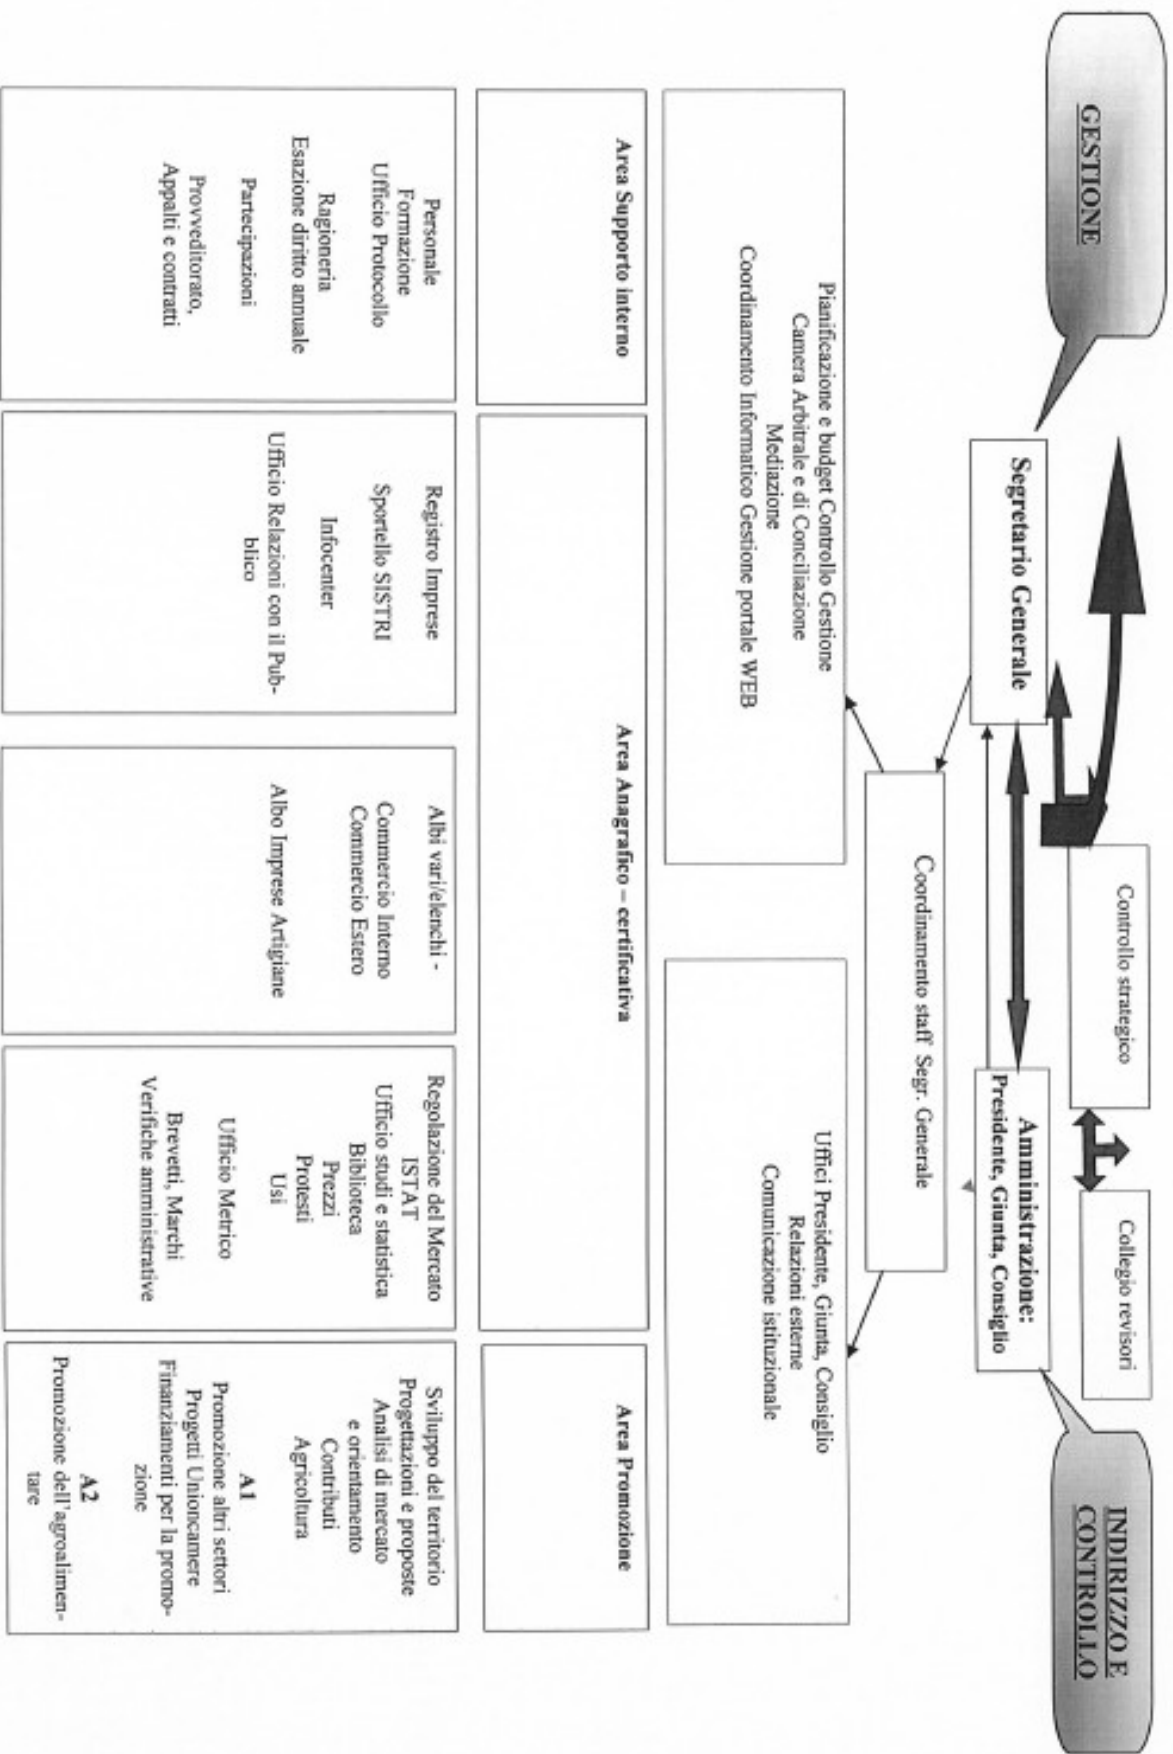 GESTIONE
INDIRIZZO E
CONTROLLO
Controllo strategico
Collegio revisori
Segretario Generale
Amministrazione:
Presidente, Giunta, Consiglio
Coordinamento staff Segr. Generale
Pianificazione e budget Controllo Gestione
Camera Arbitrale e di Conciliazione
Mediazione
Coordinamento Informatico Gestione portale WEB
Uffici Presidente, Giunta, Consiglio
Relazioni esterne
Comunicazione istituzionale
Area Supporto interno
Area Anagrafico – certificativa
Area Promozione
Personale
Formazione
Ufficio Protocollo
Ragioneria
Esazione diritto annuale
Partecipazioni
Provveditorato,
Appalti e contratti
Registro Imprese
Sportello SISTRI
Infocenter
Ufficio Relazioni con il Pub-
blico
Albi vari/elenchi -
Commercio Interno
Commercio Estero
Albo Imprese Artigiane
Regolazione del Mercato
ISTAT
Ufficio studi e statistica
Biblioteca
Prezzi
Protesti
Usi
Ufficio Metrico
Brevetti, Marchi
Verifiche amministrative
Sviluppo del territorio
Progettazioni e proposte
Analisi di mercato
e orientamento
Contributi
Agricoltura
A1
Promozione altri settori
Progetti Unioncamere
Finanziamenti per la promo-
zione
A2
Promozione dell'agroalimen-
tare